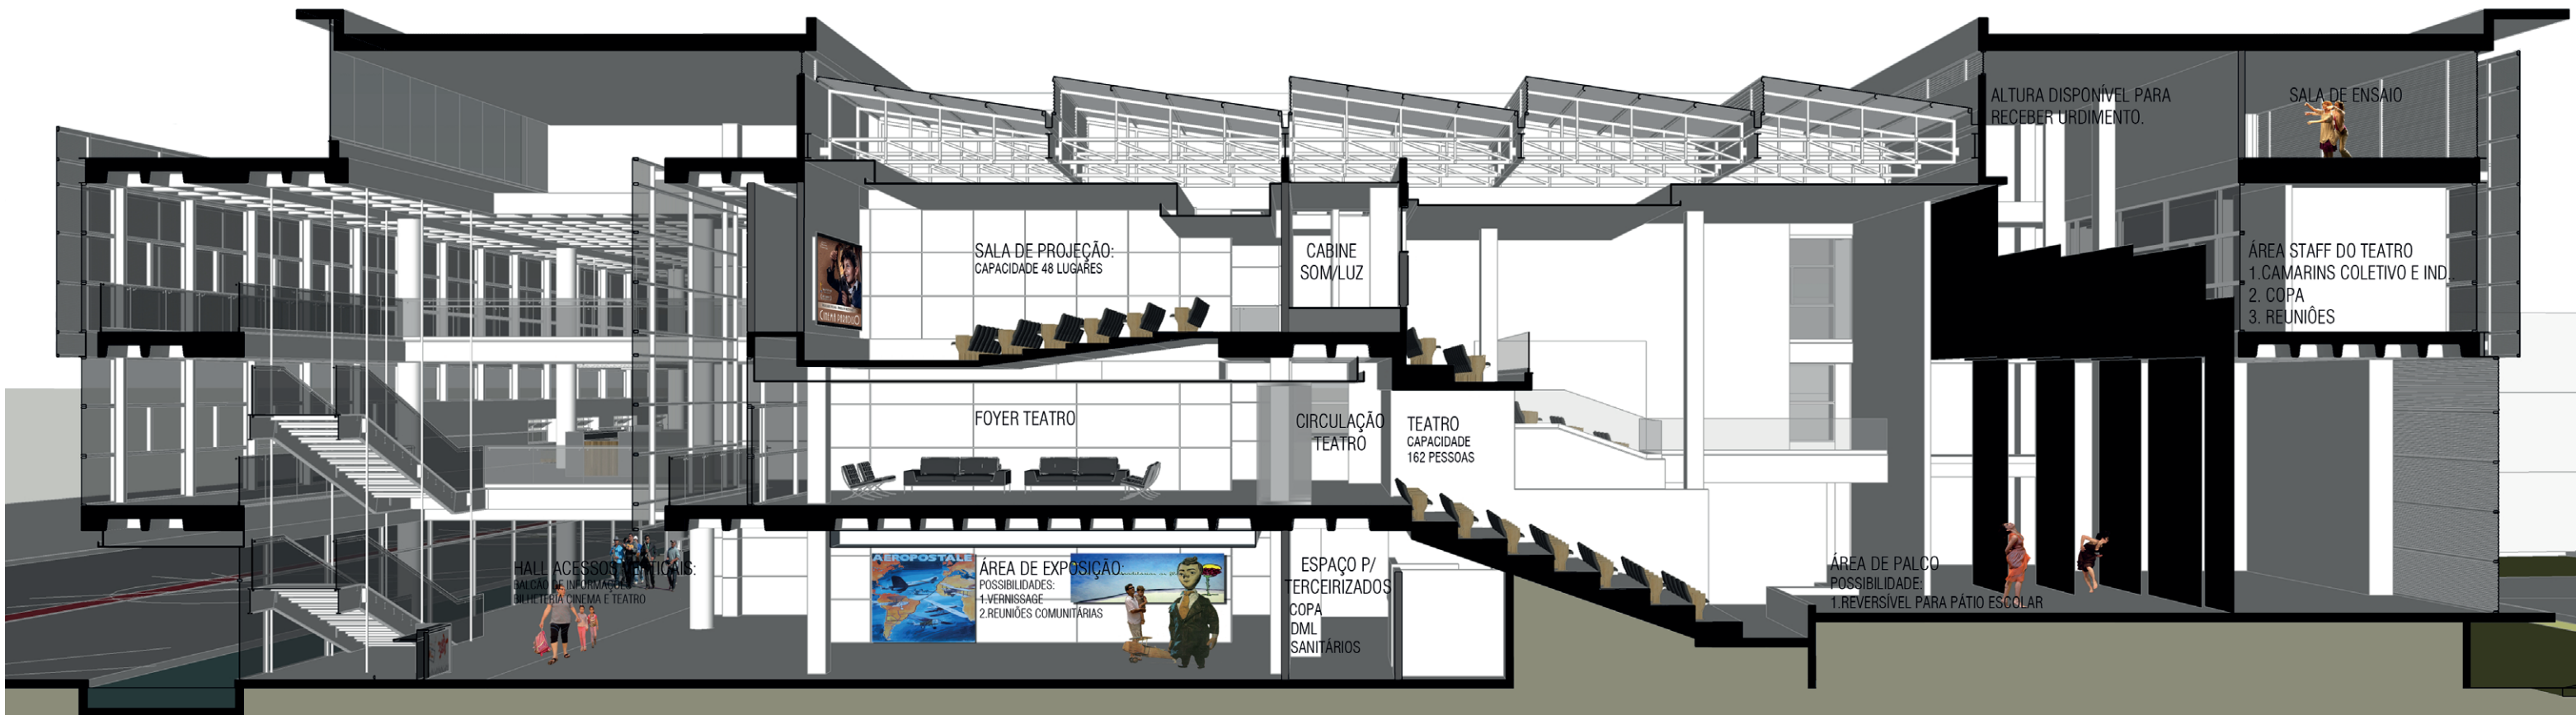 ALTURA DISPONÍVEL PARA
RECEBER URDIMENTO.
SALA DE ENSAIO
SALA DE PROJEÇÃO:
CAPACIDADE 48 LUGARES
CABINE
SOM/LUZ
ÁREA STAFF DO TEATRO
1.CAMARINS COLETIVO E IND.
2. COPA
3. REUNIÕES
CINEMA PARADISO
FOYER TEATRO
CIRCULAÇÃO
TEATRO
TEATRO
CAPACIDADE
162 PESSOAS
HALL ACESSOS VERTICAIS:
BALCÃO DE INFORMAÇÕES
BILHETERIA CINEMA E TEATRO
AEROPOSTALE
ÁREA DE EXPOSIÇÃO:
POSSIBILIDADES:
1.VERNISSAGE
2.REUNIÕES COMUNITÁRIAS
ESPAÇO P/
TERCEIRIZADOS
COPA
DML
SANITÁRIOS
ÁREA DE PALCO
POSSIBILIDADE:
1.REVERSÍVEL PARA PÁTIO ESCOLAR